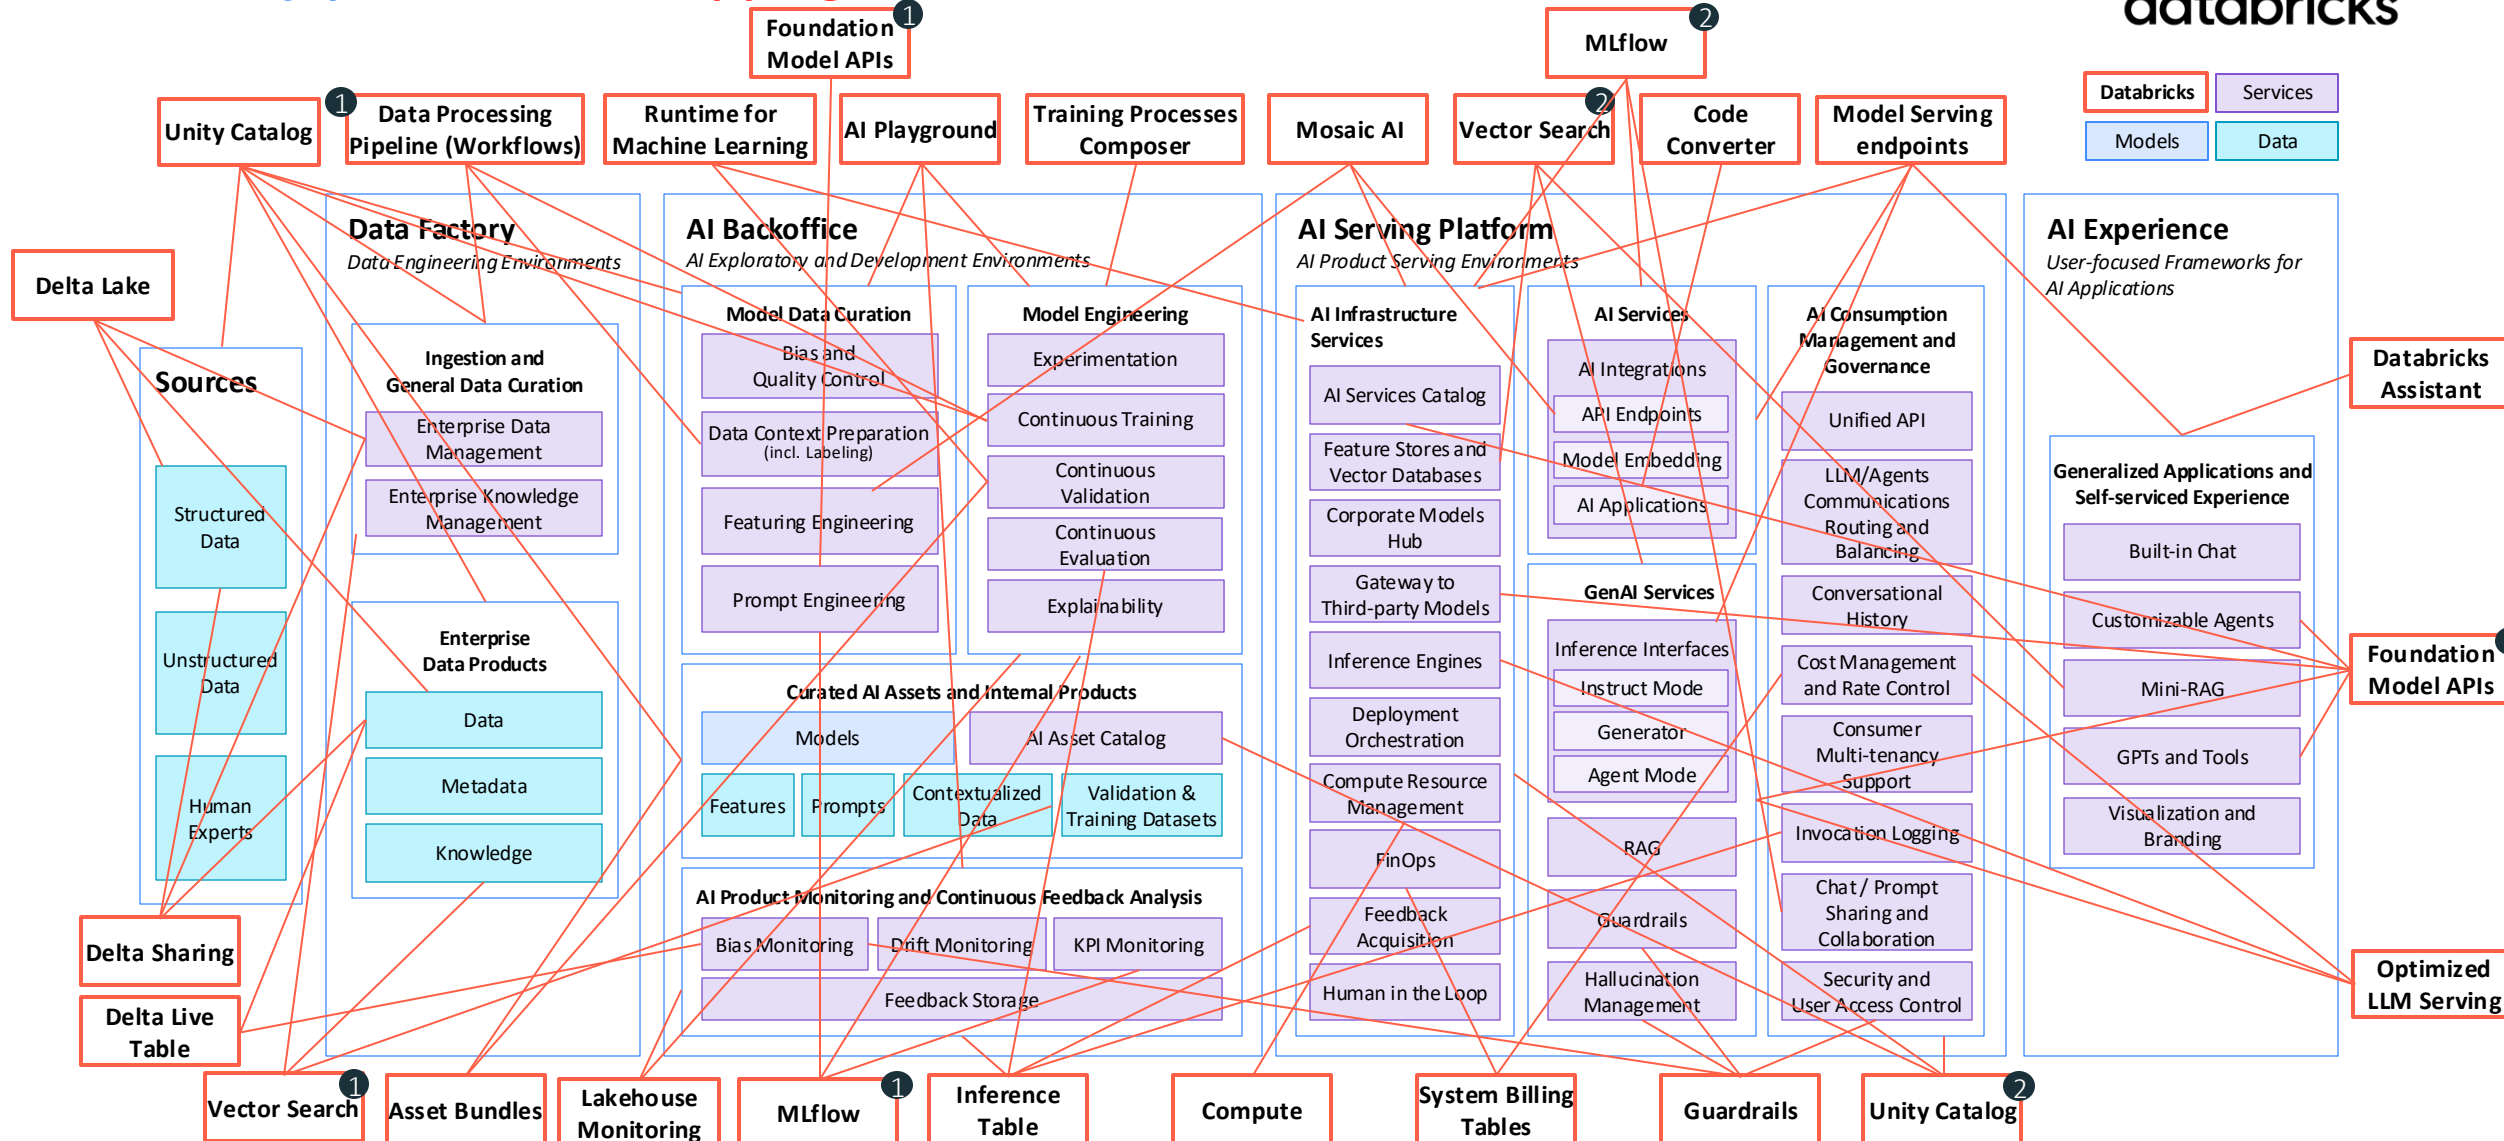 databricks
Foundation
Model APIs
1
MLflow
2
Unity Catalog
1
Data Processing
Pipeline (Workflows)
Runtime for
Machine Learning
AI Playground
Training Processes
Composer
Mosaic AI
Vector Search
2
Code
Converter
Model Serving
endpoints
Databricks
Services
Models
Data
Delta Lake
Sources
Structured
Data
Unstructured
Data
Human
Experts
Data Factory
Data Engineering Environments
Ingestion and
General Data Curation
Enterprise Data
Management
Enterprise Knowledge
Management
Enterprise
Data Products
Data
Metadata
Knowledge
AI Backoffice
AI Exploratory and Development Environments
Model Data Curation
Bias and
Quality Control
Data Context Preparation
(incl. Labeling)
Featuring Engineering
Prompt Engineering
Model Engineering
Experimentation
Continuous Training
Continuous
Validation
Continuous
Evaluation
Explainability
Curated AI Assets and Internal Products
Models
AI Asset Catalog
Features
Prompts
Contextualized
Data
Validation &
Training Datasets
AI Product Monitoring and Continuous Feedback Analysis
Bias Monitoring
Drift Monitoring
KPI Monitoring
Feedback Storage
AI Serving Platform
AI Product Serving Environments
AI Infrastructure
Services
AI Services Catalog
Feature Stores and
Vector Databases
Corporate Models
Hub
Gateway to
Third-party Models
Inference Engines
Deployment
Orchestration
Compute Resource
Management
FinOps
Feedback
Acquisition
Human in the Loop
AI Services
AI Integrations
API Endpoints
Model Embedding
AI Applications
GenAI Services
Inference Interfaces
Instruct Mode
Generator
Agent Mode
RAG
Guardrails
Hallucination
Management
AI Consumption
Management and
Governance
Unified API
LLM/Agents
Communications
Routing and
Balancing
Conversational
History
Cost Management
and Rate Control
Consumer
Multi-tenancy
Support
Invocation Logging
Chat / Prompt
Sharing and
Collaboration
Security and
User Access Control
AI Experience
User-focused Frameworks for
AI Applications
Generalized Applications and
Self-serviced Experience
Built-in Chat
Customizable Agents
Mini-RAG
GPTs and Tools
Visualization and
Branding
Databricks
Assistant
Foundation
Model APIs
Optimized
LLM Serving
Delta Sharing
Delta Live
Table
Vector Search
1
Asset Bundles
Lakehouse
Monitoring
MLflow
1
Inference
Table
Compute
System Billing
Tables
Guardrails
Unity Catalog
2